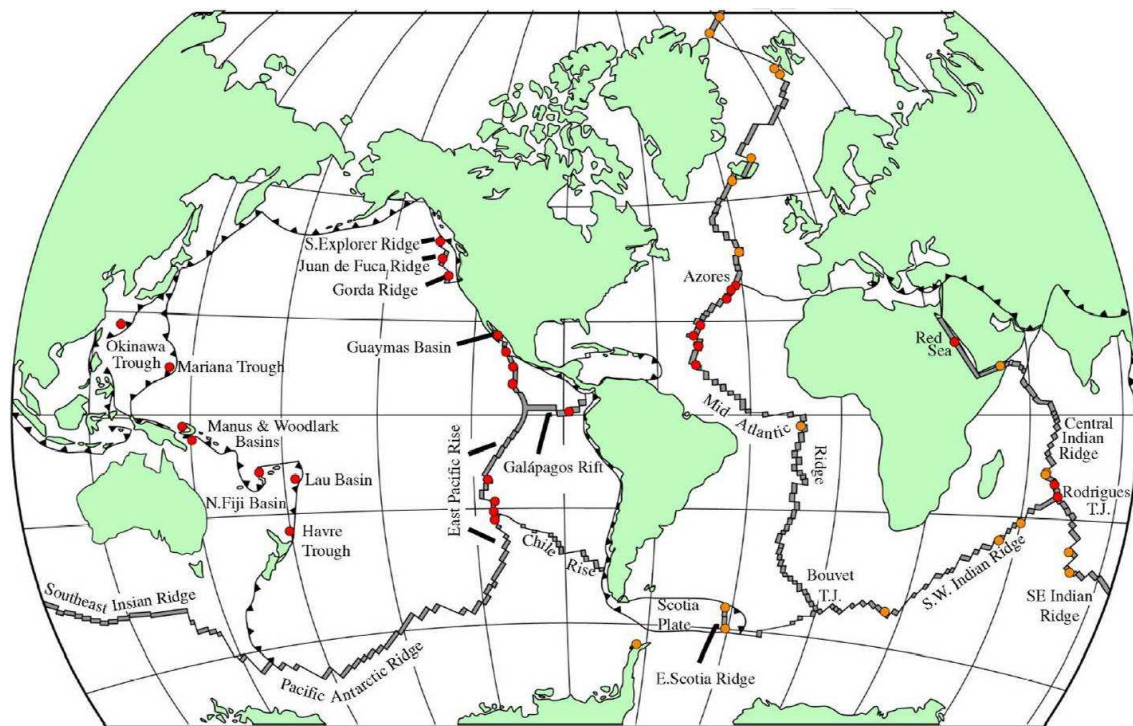 S.Explorer Ridge
Juan de Fuca Ridge
Gorda Ridge
Azores
Guaymas Basin
Okinawa
Trough
Mariana Trough
Red
Sea
Manus & Woodlark
Basins
Mid
Atlantic
Ridge
Central
Indian
Ridge
East Pacific Rise
Galápagos Rift
N.Fiji Basin
Lau Basin
Rodrigues
T.J.
Havre
Trough
Chile
Rise
Southeast Insian Ridge
Bouvet
T.J.
S.W. Indian Ridge
SE Indian
Ridge
Scotia
Plate
Pacific Antarctic Ridge
E.Scotia Ridge